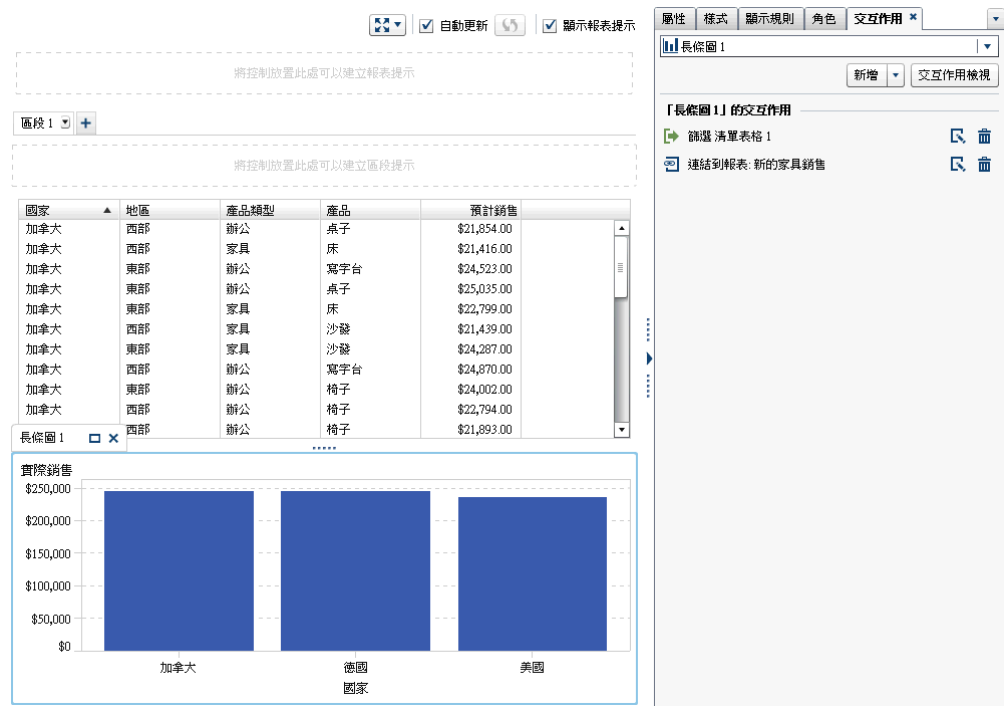 自動更新 顯示報表提示
將控制放置此處可以建立報表提示
區段 1
將控制放置此處可以建立區段提示
國家 地區 產品類型 產品 預計銷售
加拿大 西部 辦公 桌子 $21,854.00
加拿大 西部 家具 床 $21,416.00
加拿大 東部 辦公 寫字台 $24,523.00
加拿大 東部 辦公 桌子 $25,035.00
加拿大 東部 家具 床 $22,799.00
加拿大 西部 家具 沙發 $21,439.00
加拿大 東部 家具 沙發 $24,287.00
加拿大 西部 辦公 寫字台 $24,870.00
加拿大 東部 辦公 椅子 $24,002.00
加拿大 西部 辦公 椅子 $22,794.00
西部 辦公 椅子 $21,893.00
長條圖 1
實際銷售
$250,000
$200,000
$150,000
$100,000
$50,000
$0
加拿大 德國 美國
國家
屬性 樣式 顯示規則 角色 交互作用
長條圖 1
新增 交互作用檢視
「長條圖 1」的交互作用
篩選 清單表格 1
連結到報表: 新的家具銷售